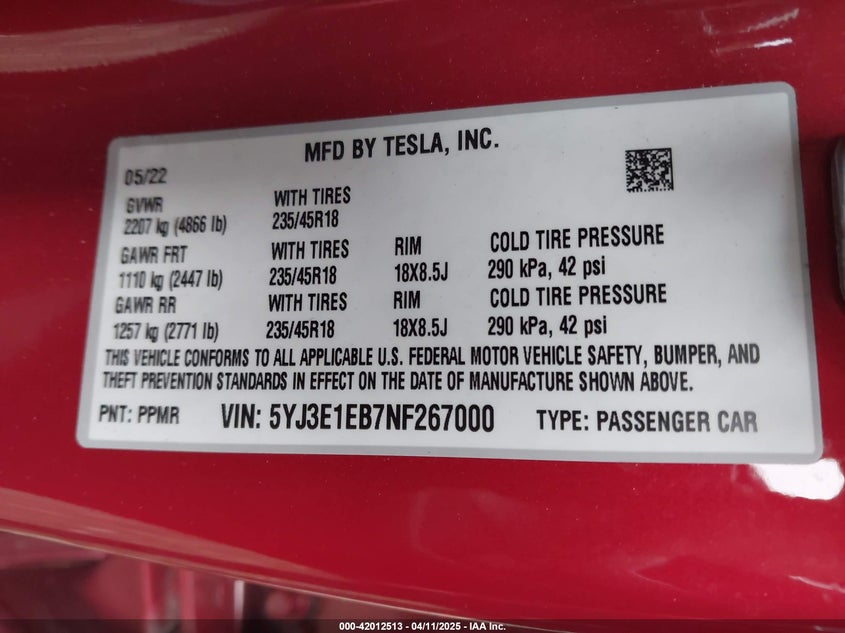 MFD BY TESLA, INC.
05/22
GVWR WITH TIRES
2207 kg (4866 lb) 235/45R18
GAWR FRT WITH TIRES RIM COLD TIRE PRESSURE
1110 kg (2447 lb) 235/45R18 18X8.5J 290 kPa, 42 psi
GAWR RR WITH TIRES RIM COLD TIRE PRESSURE
1257 kg (2771 lb) 235/45R18 18X8.5J 290 kPa, 42 psi
THIS VEHICLE CONFORMS TO ALL APPLICABLE U.S. FEDERAL MOTOR VEHICLE SAFETY, BUMPER, AND
THEFT PREVENTION STANDARDS IN EFFECT ON THE DATE OF MANUFACTURE SHOWN ABOVE.
PNT: PPMR VIN: 5YJ3E1EB7NF267000 TYPE: PASSENGER CAR
000-42012513 - 04/11/2025 - IAA Inc.